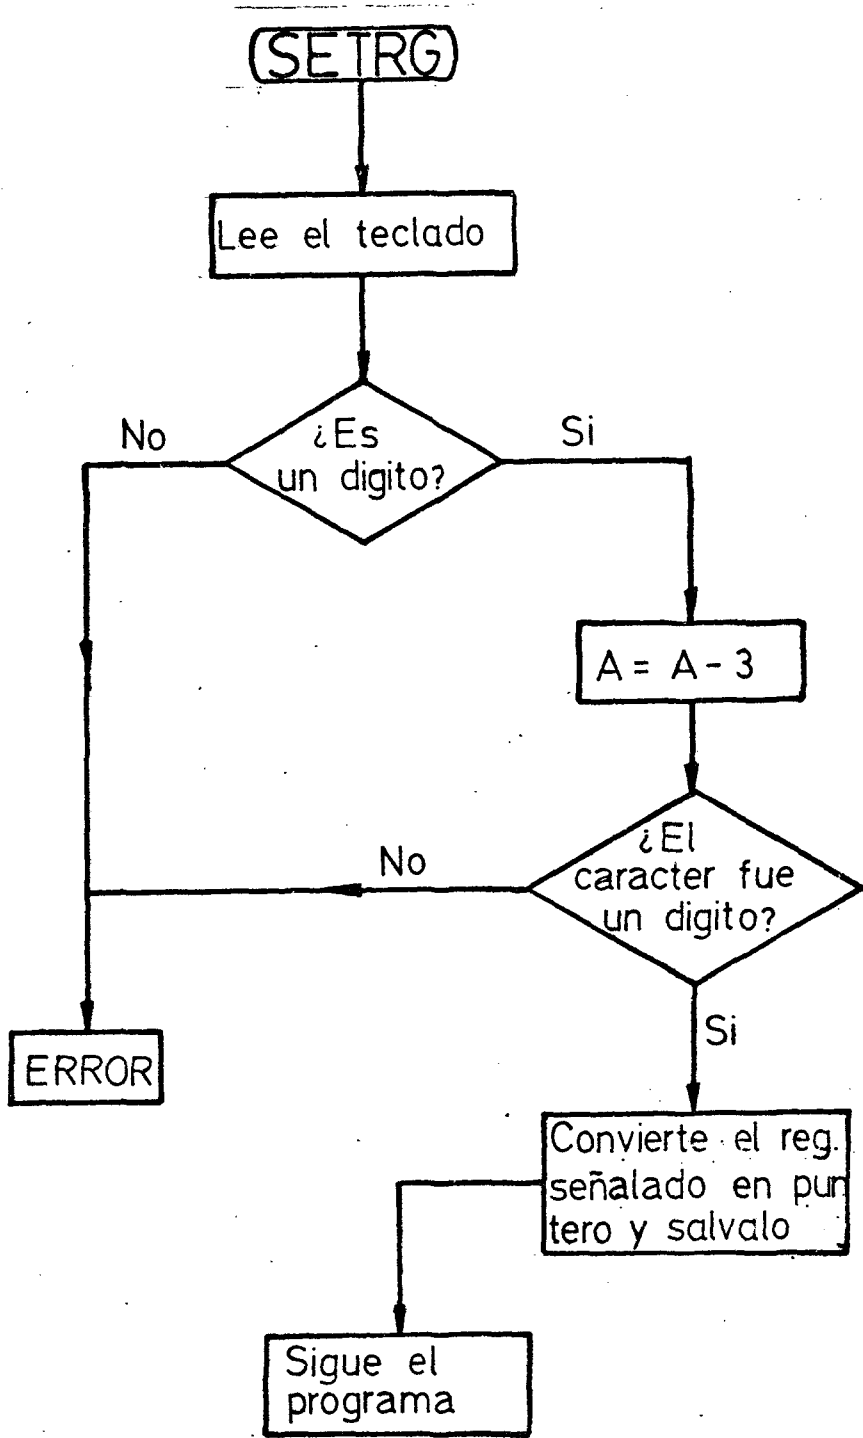 SETRG
Lee el teclado
No
¿Es
un digito?
Si
A = A - 3
No
¿El
caracter fue
un digito?
Si
ERROR
Convierte el reg.
señalado en pun
tero y salvalo
Sigue el
programa